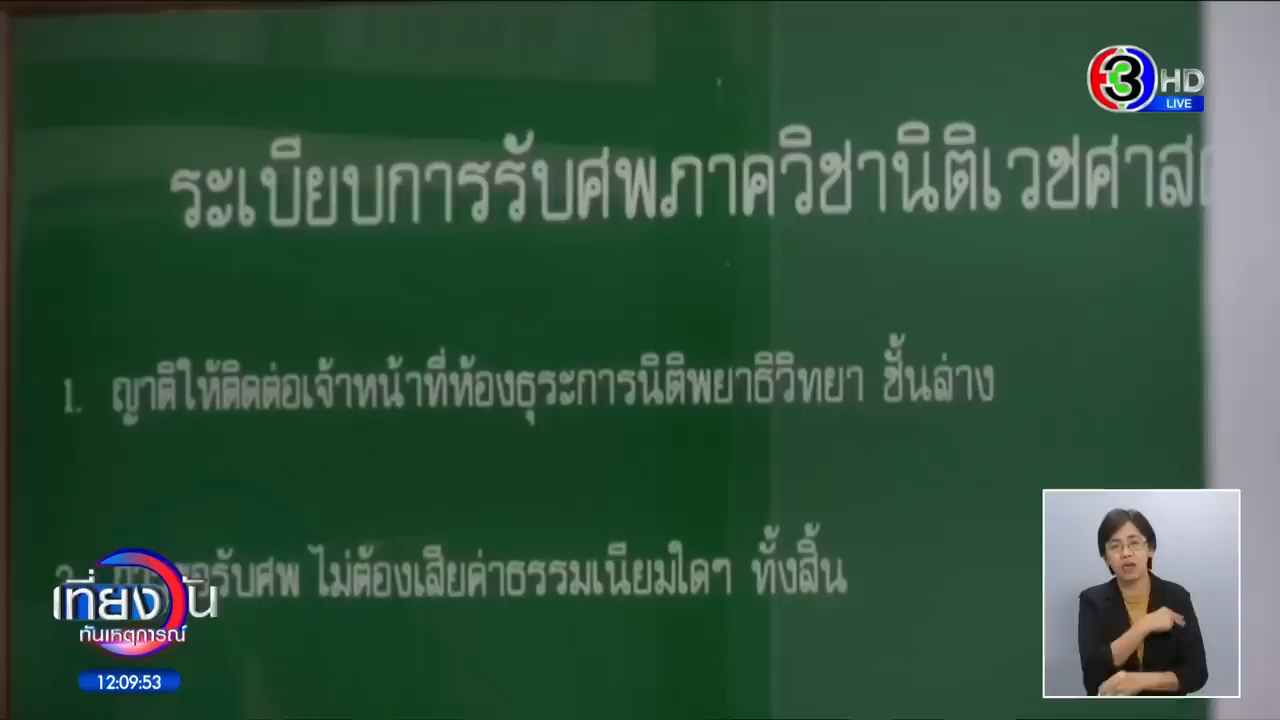 3 HD
LIVE
ระเบียบการรับศพภาควิชานิติเวชศาส
1. ญาติให้ติดต่อเจ้าหน้าที่ห้องธุระการนิติพยาธิวิทยา ชั้นล่าง
รับศพ ไม่ต้องเสียค่าธรรมเนียมใดๆ ทั้งสิ้น
เที่ยงวัน
ทันเหตุการณ์
12:09:53